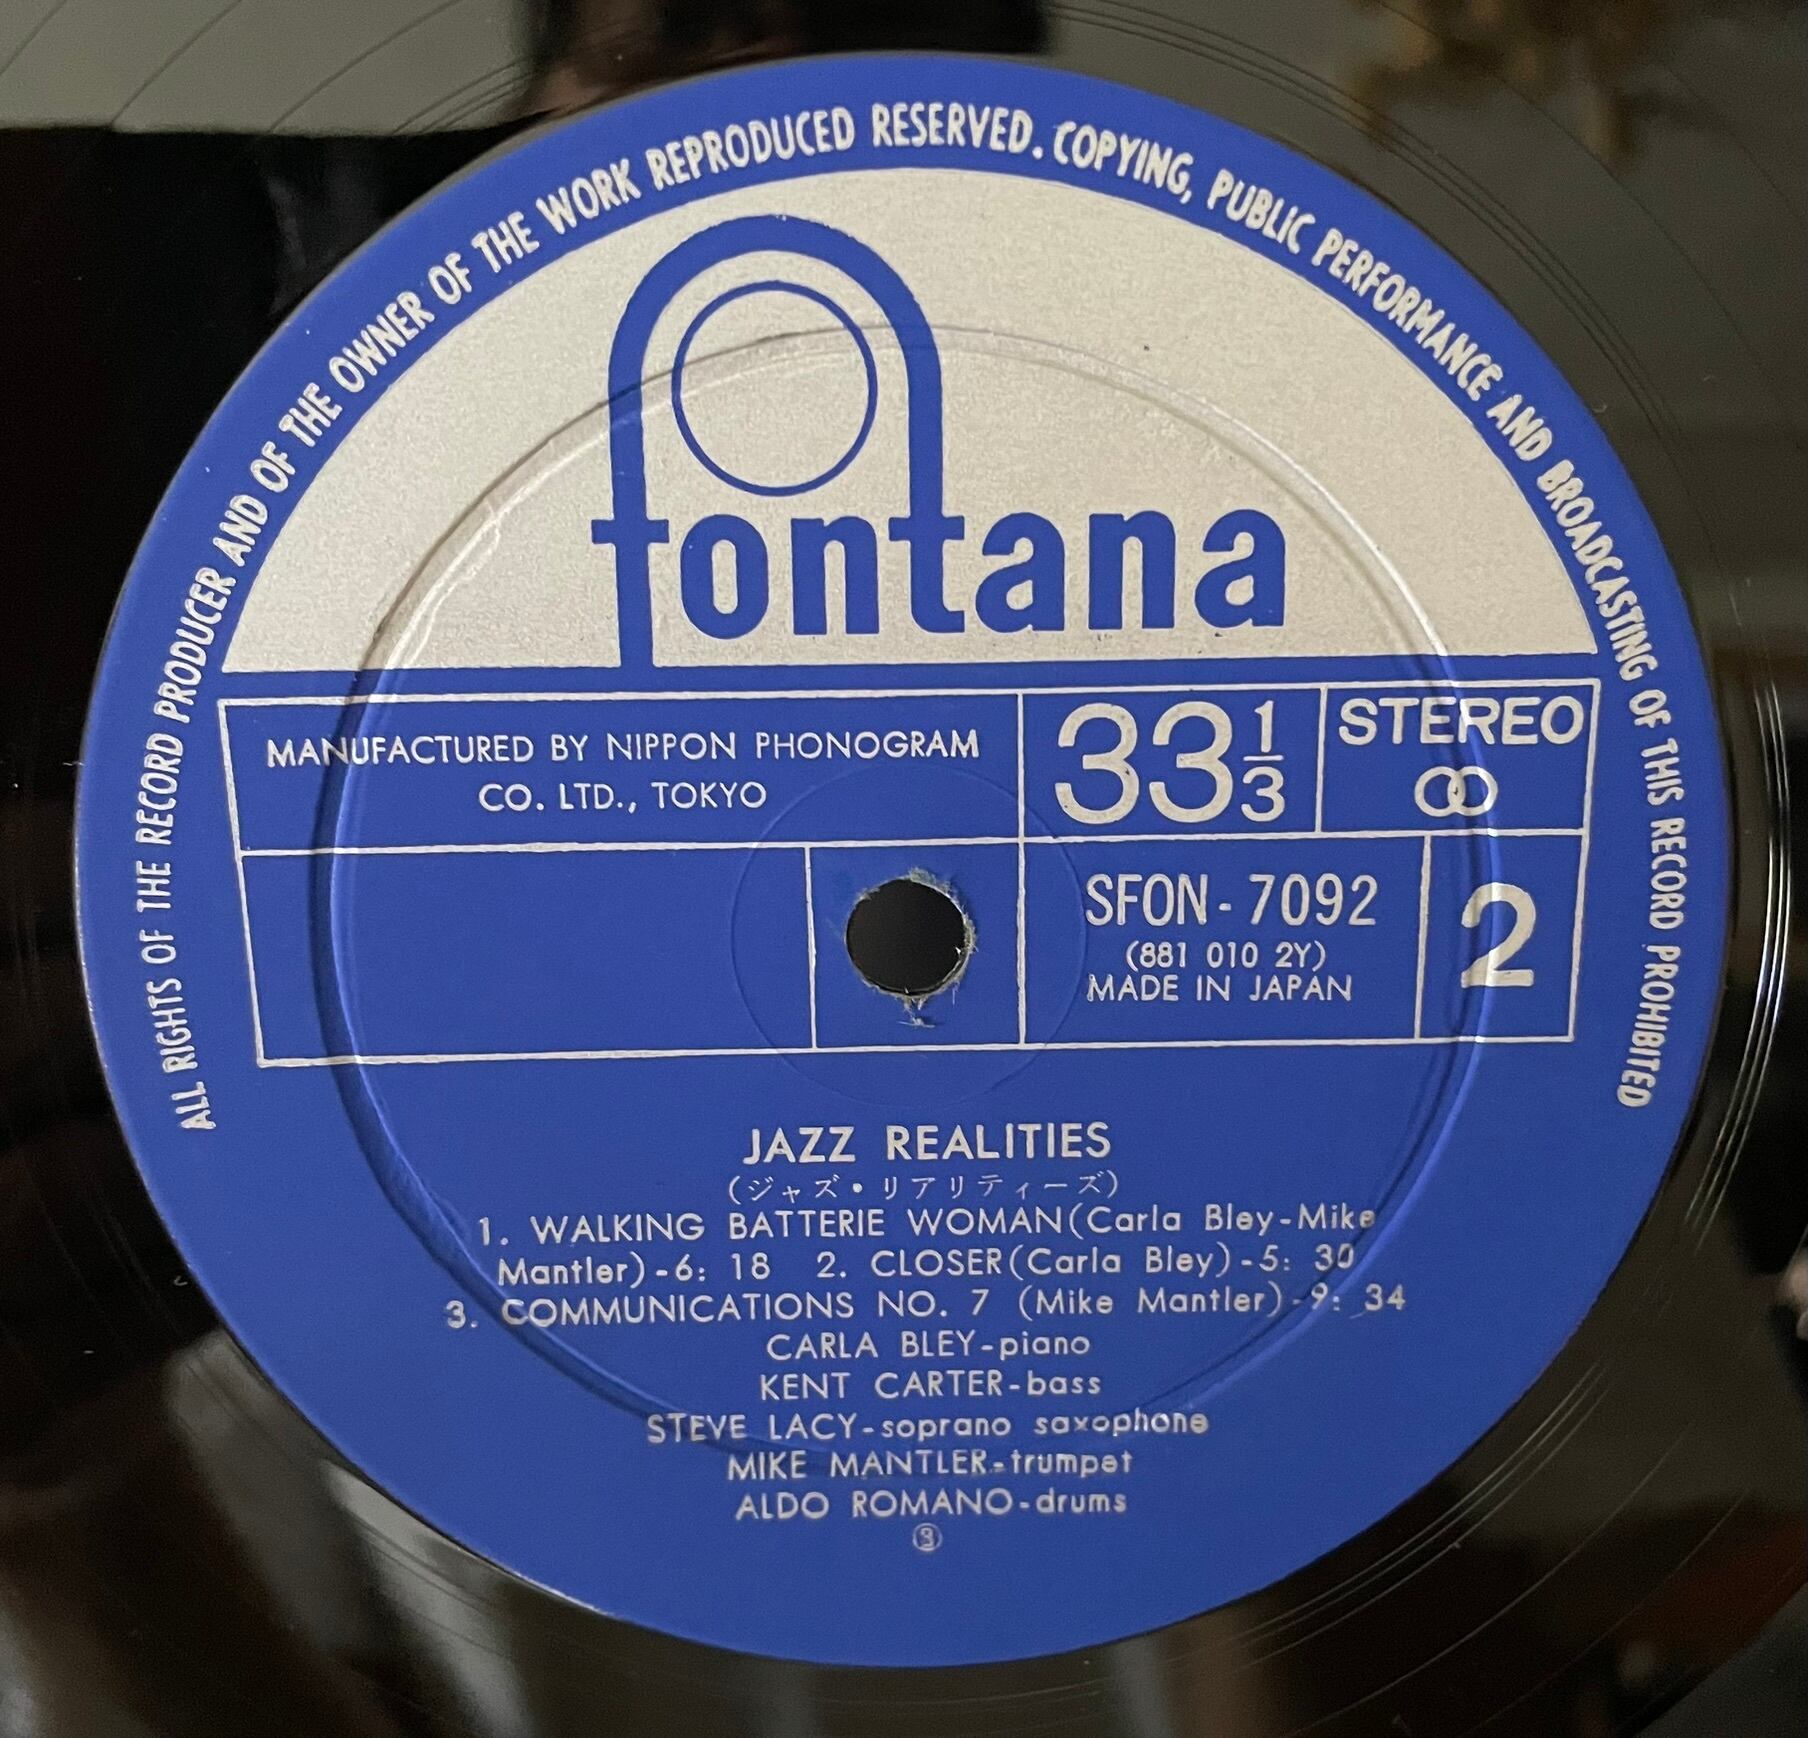 ALL RIGHTS OF THE RECORD PRODUCER AND OF THE OWNER OF THE WORK REPRODUCED RESERVED. COPYING, PUBLIC PERFORMANCE AND BROADCASTING OF THIS RECORD PROHIBITED
fontana
MANUFACTURED BY NIPPON PHONOGRAM
CO. LTD., TOKYO
33 1/3
STEREO
SFON-7092
(881 010 2Y)
MADE IN JAPAN
2
JAZZ REALITIES
(ジャズ・リアリティーズ)
1. WALKING BATTERIE WOMAN(Carla Bley-Mike
Mantler)-6: 18 2. CLOSER(Carla Bley)-5: 30
3. COMMUNICATIONS NO. 7 (Mike Mantler)-9: 34
CARLA BLEY-piano
KENT CARTER-bass
STEVE LACY-soprano saxophone
MIKE MANTLER-trumpet
ALDO ROMANO-drums